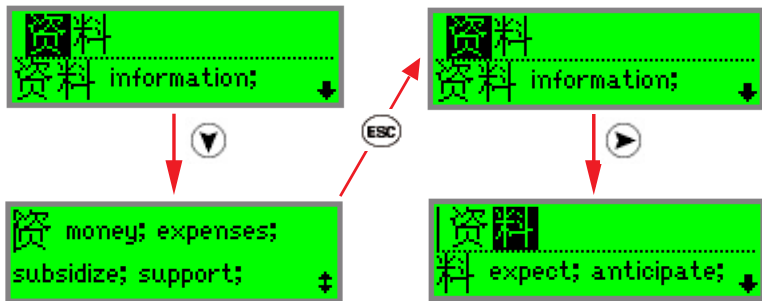 资料
资料 information;
ESC
资料
资料 information;
资 money; expenses;
subsidize; support;
资料
料 expect; anticipate;